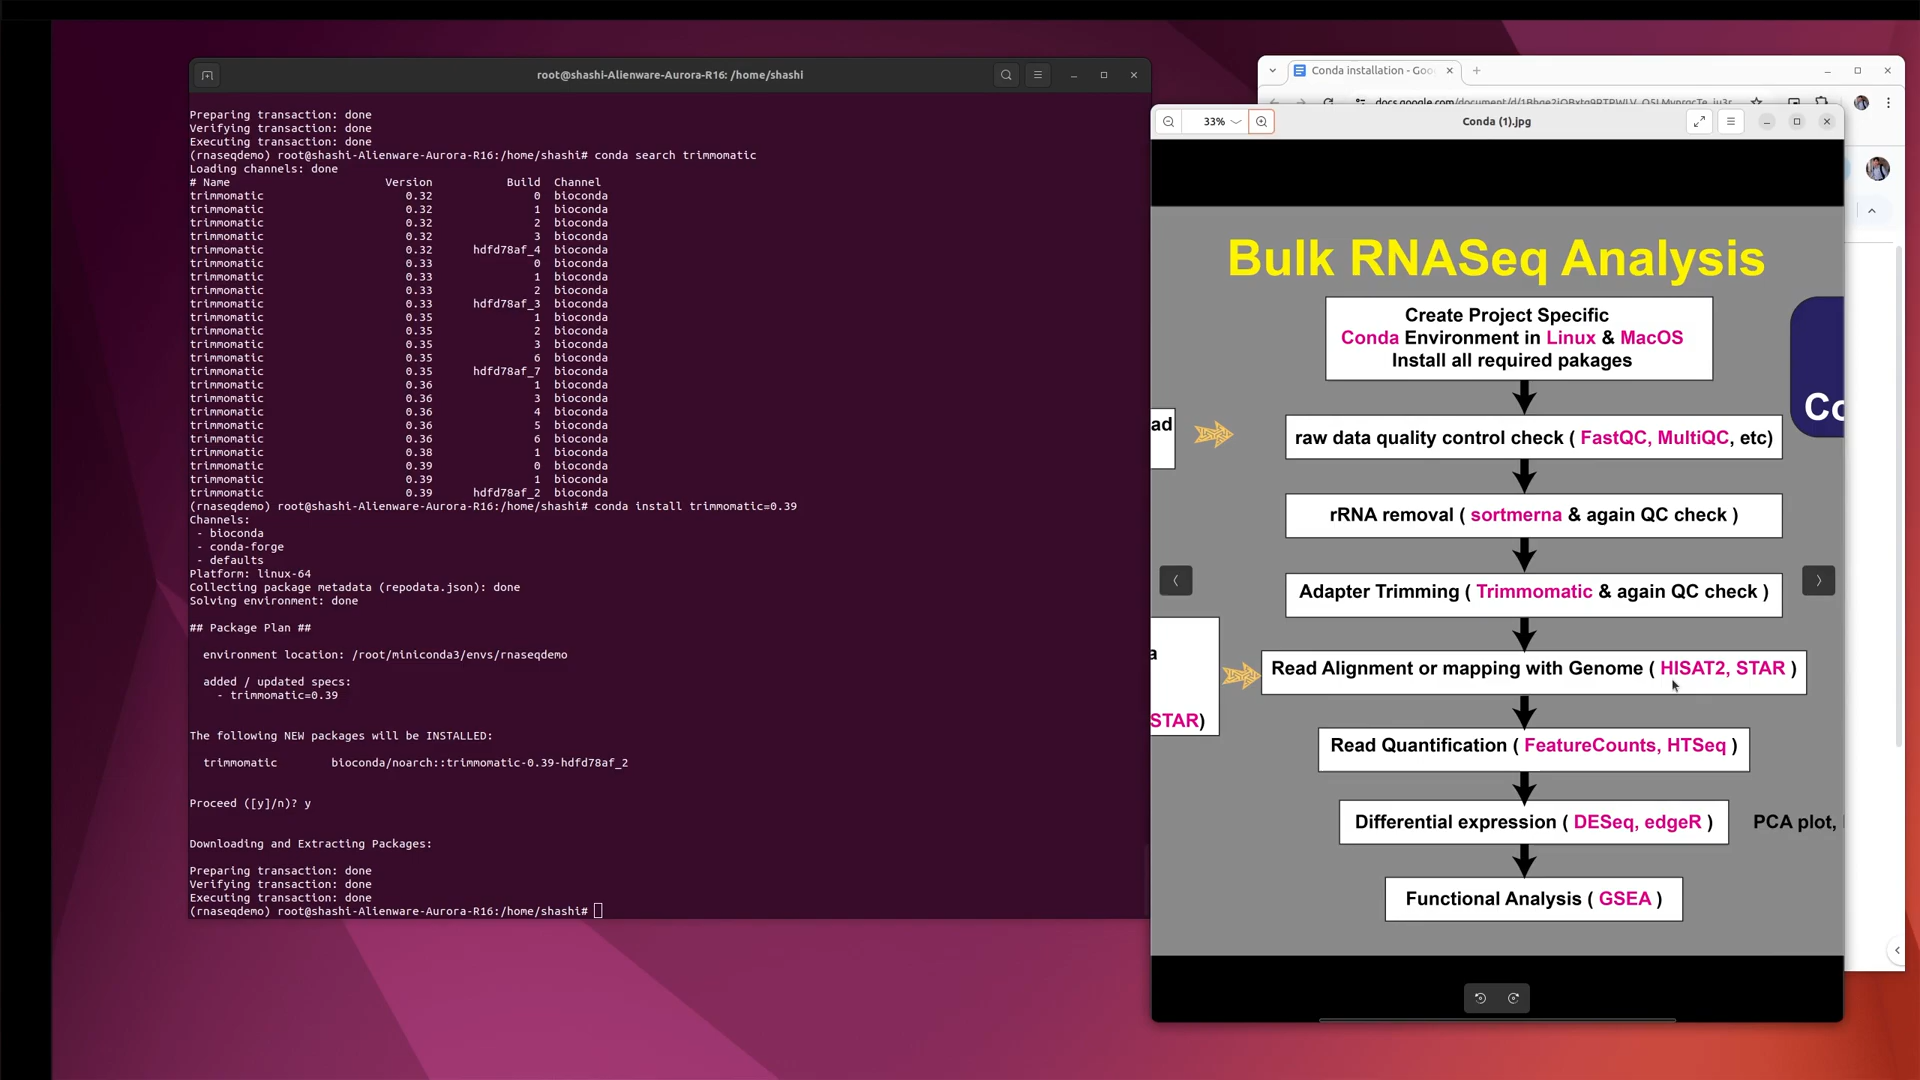 root@shashi-Alienware-Aurora-R16: /home/shashi
Preparing transaction: done
Verifying transaction: done
Executing transaction: done
(rnaseqdemo) root@shashi-Alienware-Aurora-R16:/home/shashi# conda search trimmomatic
Loading channels: done
# Name Version Build Channel
trimmomatic 0.32 0 bioconda
trimmomatic 0.32 1 bioconda
trimmomatic 0.32 2 bioconda
trimmomatic 0.32 3 bioconda
trimmomatic 0.32 hdfd78af_4 bioconda
trimmomatic 0.33 0 bioconda
trimmomatic 0.33 1 bioconda
trimmomatic 0.33 2 bioconda
trimmomatic 0.33 hdfd78af_3 bioconda
trimmomatic 0.35 1 bioconda
trimmomatic 0.35 2 bioconda
trimmomatic 0.35 3 bioconda
trimmomatic 0.35 6 bioconda
trimmomatic 0.35 hdfd78af_7 bioconda
trimmomatic 0.36 1 bioconda
trimmomatic 0.36 3 bioconda
trimmomatic 0.36 4 bioconda
trimmomatic 0.36 5 bioconda
trimmomatic 0.36 6 bioconda
trimmomatic 0.38 1 bioconda
trimmomatic 0.39 0 bioconda
trimmomatic 0.39 1 bioconda
trimmomatic 0.39 hdfd78af_2 bioconda
(rnaseqdemo) root@shashi-Alienware-Aurora-R16:/home/shashi# conda install trimmomatic=0.39
Channels:
- bioconda
- conda-forge
- defaults
Platform: linux-64
Collecting package metadata (repodata.json): done
Solving environment: done
## Package Plan ##
environment location: /root/miniconda3/envs/rnaseqdemo
added / updated specs:
- trimmomatic=0.39
The following NEW packages will be INSTALLED:
trimmomatic bioconda/noarch::trimmomatic-0.39-hdfd78af_2
Proceed ([y]/n)? y
Downloading and Extracting Packages:
Preparing transaction: done
Verifying transaction: done
Executing transaction: done
(rnaseqdemo) root@shashi-Alienware-Aurora-R16:/home/shashi#
Conda installation - Goo
33%
Conda (1).jpg
Bulk RNASeq Analysis
Create Project Specific
Conda Environment in Linux & MacOS
Install all required pakages
Co
ad
raw data quality control check ( FastQC, MultiQC, etc)
rRNA removal ( sortmerna & again QC check )
Adapter Trimming ( Trimmomatic & again QC check )
a
Read Alignment or mapping with Genome ( HISAT2, STAR )
STAR)
Read Quantification ( FeatureCounts, HTSeq )
Differential expression ( DESeq, edgeR )
PCA plot,
Functional Analysis ( GSEA )